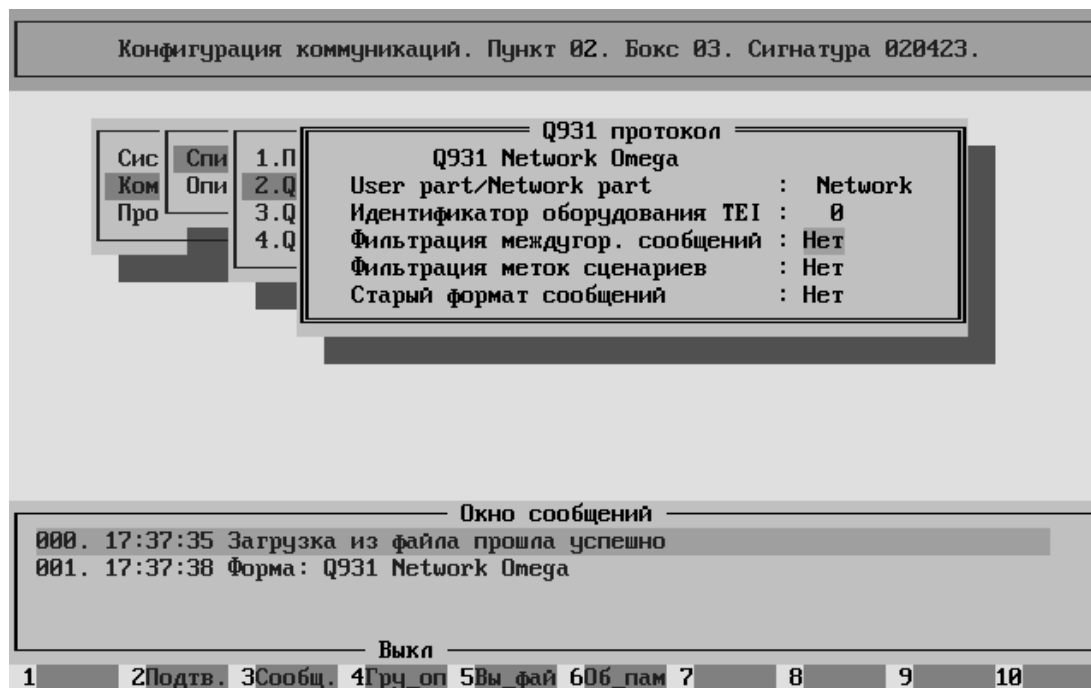 Конфигурация коммуникаций. Пункт 02. Бокс 03. Сигнатура 020423.
Q931 протокол
Сис Спи 1.П Q931 Network Omega
Ком Опи 2.Q User part/Network part : Network
Про 3.Q Идентификатор оборудования TEI : 0
4.Q Фильтрация междугор. сообщений : Нет
Фильтрация меток сценариев : Нет
Старый формат сообщений : Нет
Окно сообщений
000. 17:37:35 Загрузка из файла прошла успешно
001. 17:37:38 Форма: Q931 Network Omega
Выкл
1 2Подтв. 3Сообщ. 4Гру_оп 5Вы_фай 6Об_пам 7 8 9 10